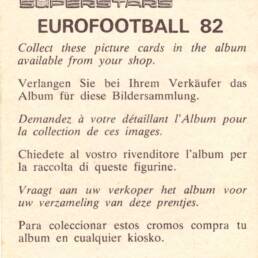 SUPERSTARS
EUROFOOTBALL 82
Collect these picture cards in the album
available from your shop.
Verlangen Sie bei Ihrem Verkäufer das
Album für diese Bildersammlung.
Demandez à votre détaillant l'Album pour
la collection de ces images.
Chiedete al vostro rivenditore l'album per
la raccolta di queste figurine.
Vraagt aan uw verkoper het album voor
uw verzameling van deze prentjes.
Para coleccionar estos cromos compra tu
album en cualquier kiosko.